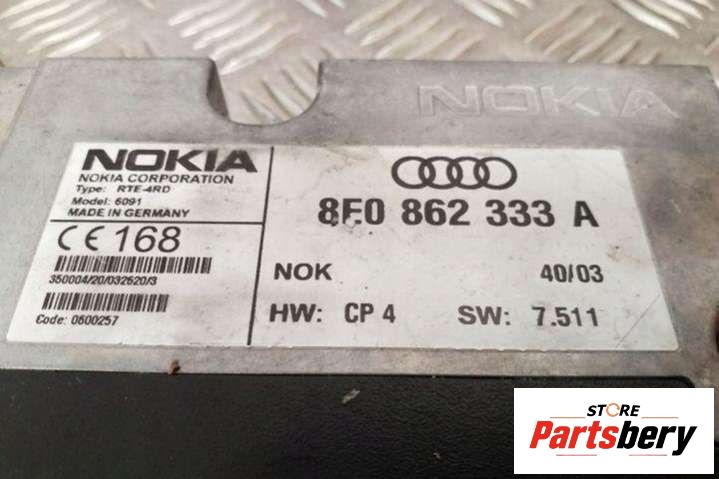 NOKIA
NOKIA
NOKIA CORPORATION
Type: RTE-4RD
Model: 6091
MADE IN GERMANY
CE 168
350004/20/032620/3
Code: 0600257
8E0 862 333 A
NOK 40/03
HW: CP 4 SW: 7.511
STORE
Partsbery